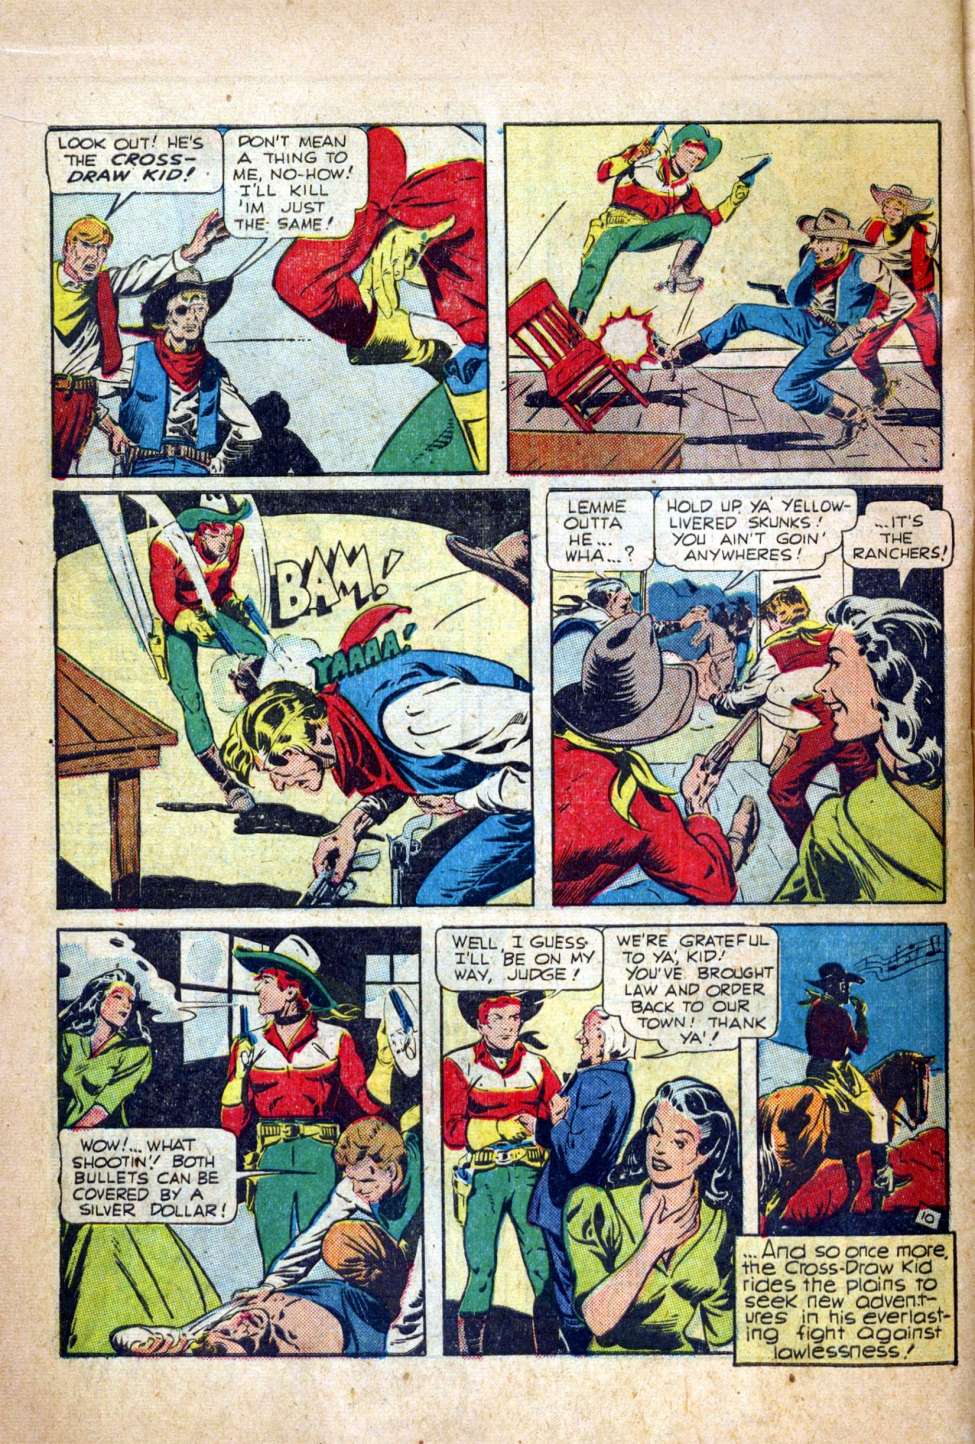 LOOK OUT! HE'S
THE CROSS-
DRAW KID!
DON'T MEAN
A THING TO
ME, NO-HOW!
I'LL KILL
'IM JUST
THE SAME!
BAM!
YAAAA!
LEMME
OUTTA
HE...
WHA...?
HOLD UP, YA' YELLOW-
LIVERED SKUNKS!
YOU AIN'T GOIN'
ANYWHERES!
...IT'S
THE
RANCHERS!
WOW!... WHAT
SHOOTIN'! BOTH
BULLETS CAN BE
COVERED BY A
SILVER DOLLAR!
WELL, I GUESS
I'LL BE ON MY
WAY, JUDGE!
WE'RE GRATEFUL
TO YA', KID!
YOU'VE BROUGHT
LAW AND ORDER
BACK TO OUR
TOWN! THANK
YA'!
10
...And so once more,
the Cross-Draw Kid
rides the plains to
seek new advent-
ures in his everlast-
ing fight against
lawlessness!